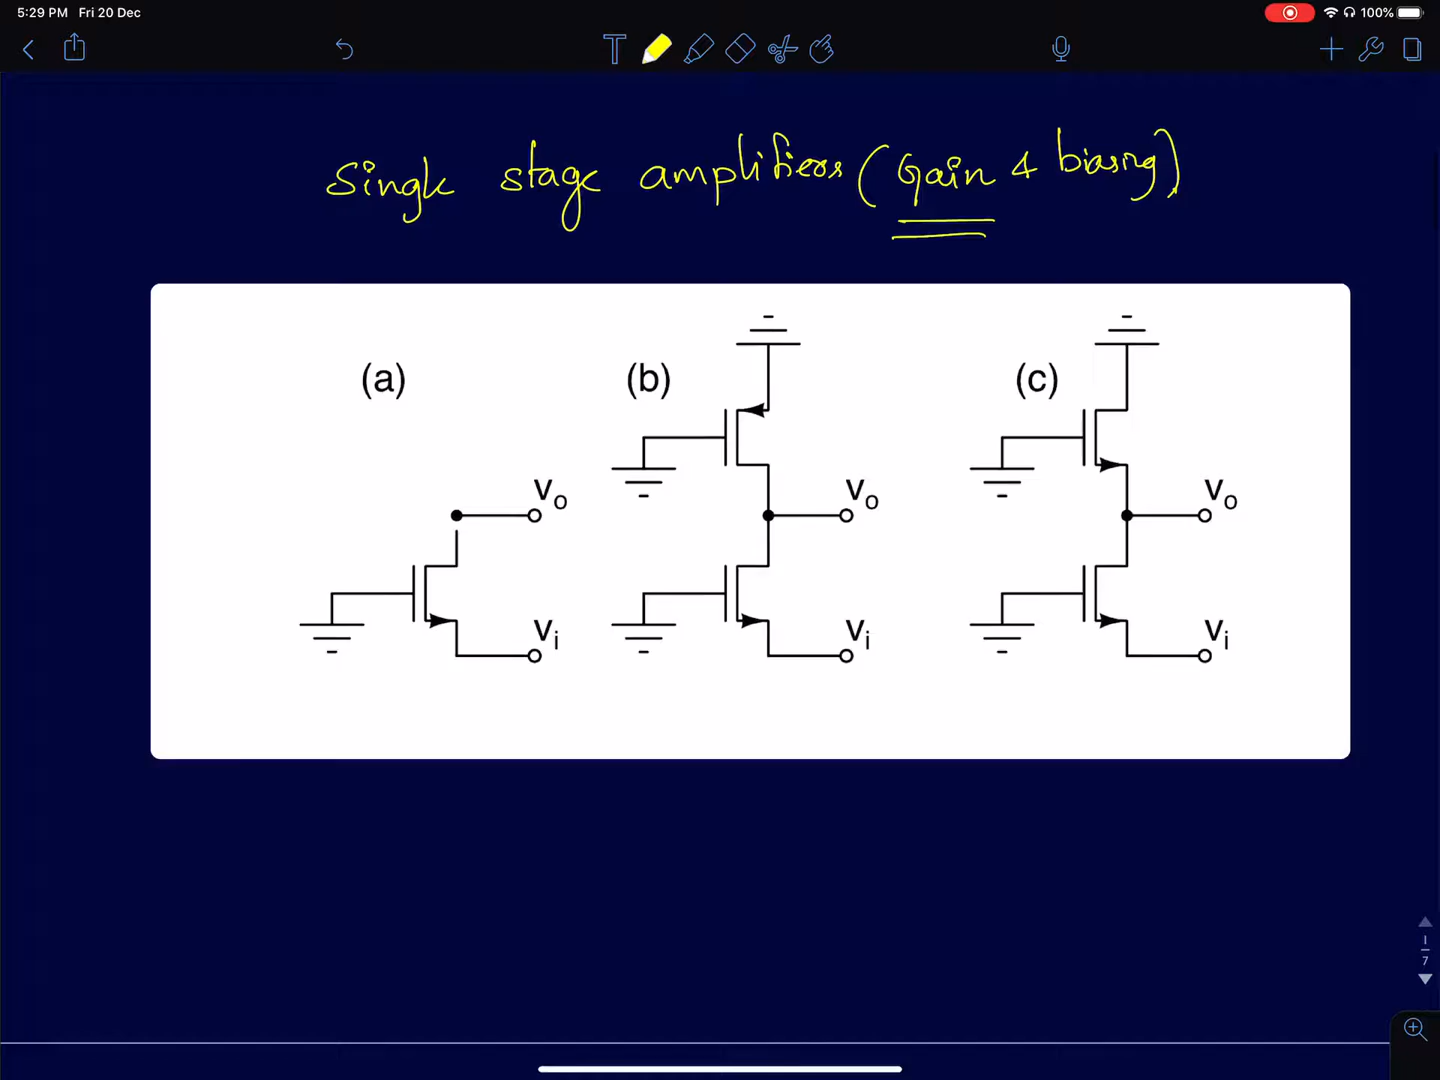 5:29 PM Fri 20 Dec 100%
Single stage amplifiers (Gain & biasing)
(a) (b) (c)
Vo Vo Vo
Vi Vi Vi
1
7